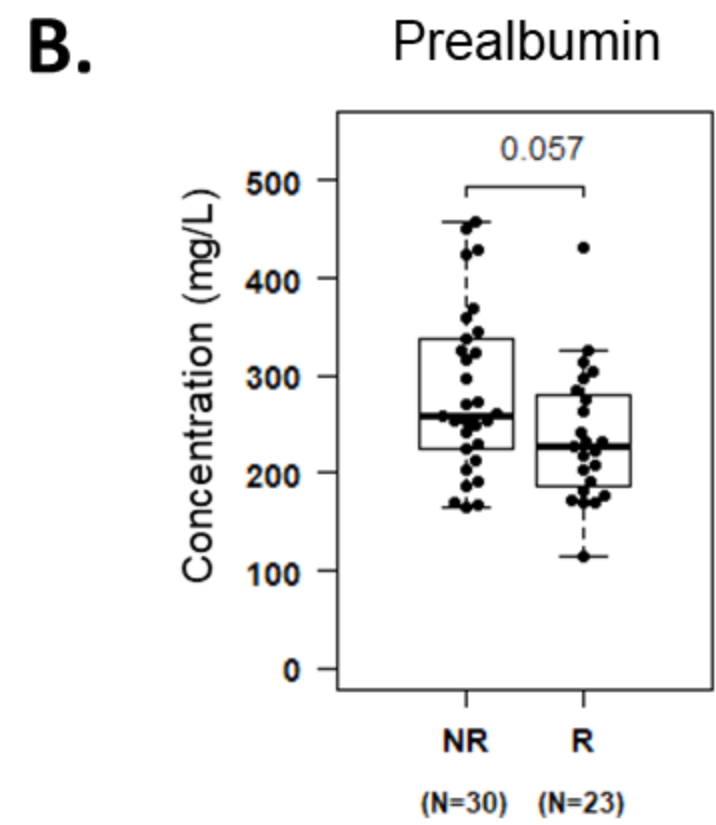 B.
Prealbumin
Concentration (mg/L)
0.057
500
400
300
200
100
0
NR
R
(N=30)
(N=23)